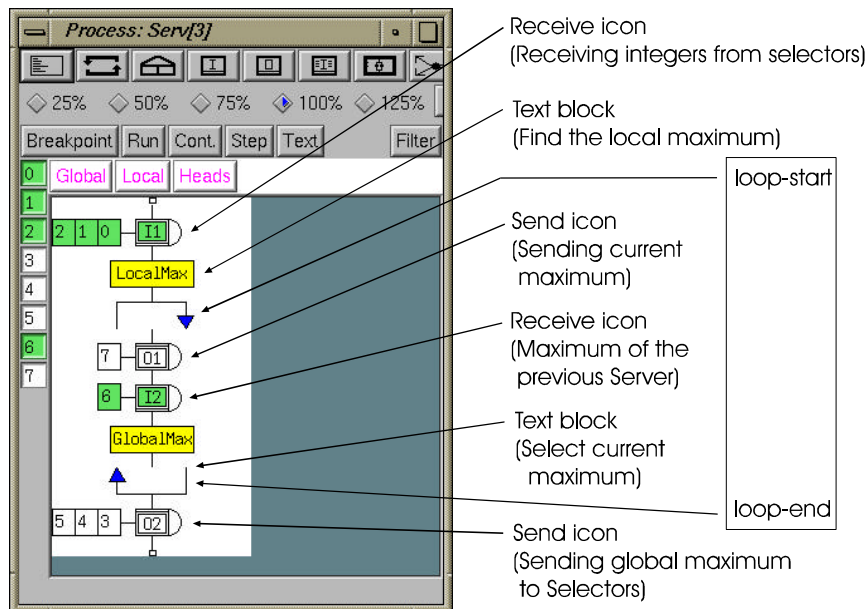 Process: Serv[3]
I O I
25% 50% 75% 100% 125%
Breakpoint Run Cont. Step Text Filter
0 Global Local Heads
1
2 2 1 0 I1
3
LocalMax
4
5
6 7 O1
7
6 I2
GlobalMax
5 4 3 O2
Receive icon
(Receiving integers from selectors)
Text block
(Find the local maximum)
loop-start
Send icon
(Sending current
maximum)
Receive icon
(Maximum of the
previous Server)
Text block
(Select current
maximum)
loop-end
Send icon
(Sending global maximum
to Selectors)